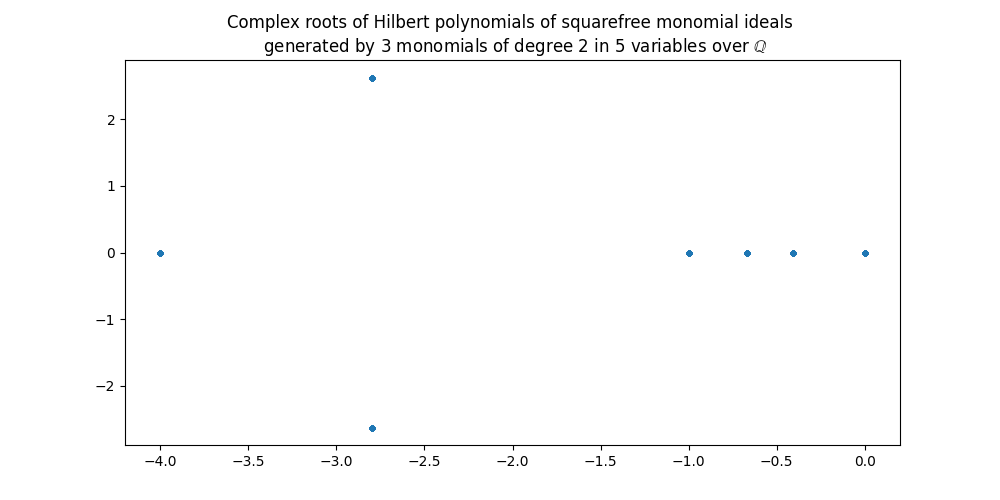 Complex roots of Hilbert polynomials of squarefree monomial ideals
generated by 3 monomials of degree 2 in 5 variables over ℚ
2
1
0
−1
−2
−4.0 −3.5 −3.0 −2.5 −2.0 −1.5 −1.0 −0.5 0.0